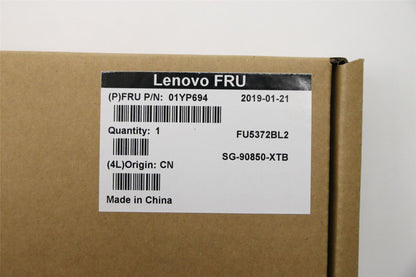 Lenovo FRU
(P)FRU P/N: 01YP694 2019-01-21
Quantity: 1 FU5372BL2
SG-90850-XTB
(4L)Origin: CN
Made in China